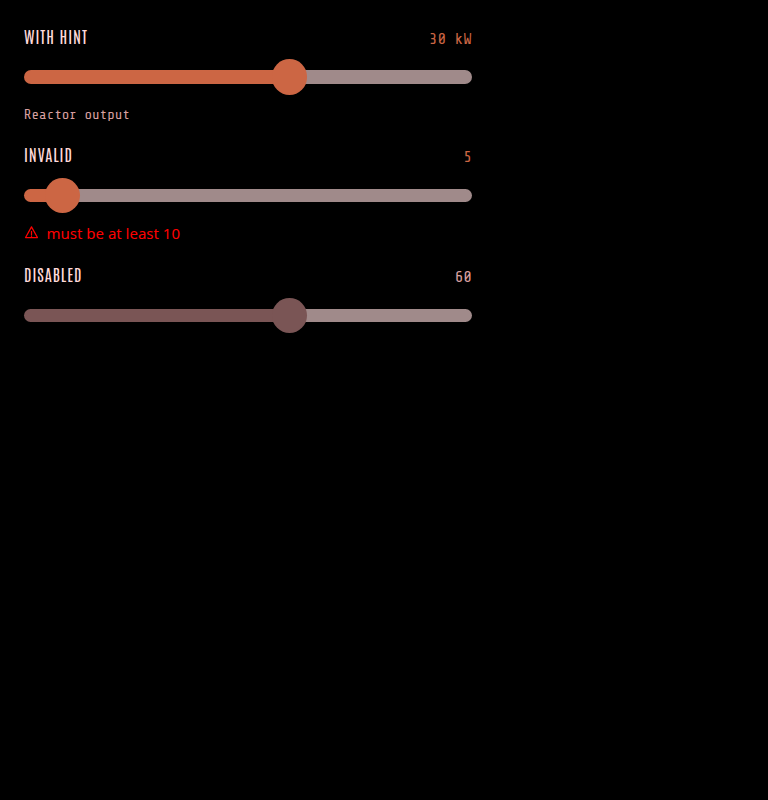 WITH HINT 30 kW
Reactor output
INVALID 5
⚠ must be at least 10
DISABLED 60